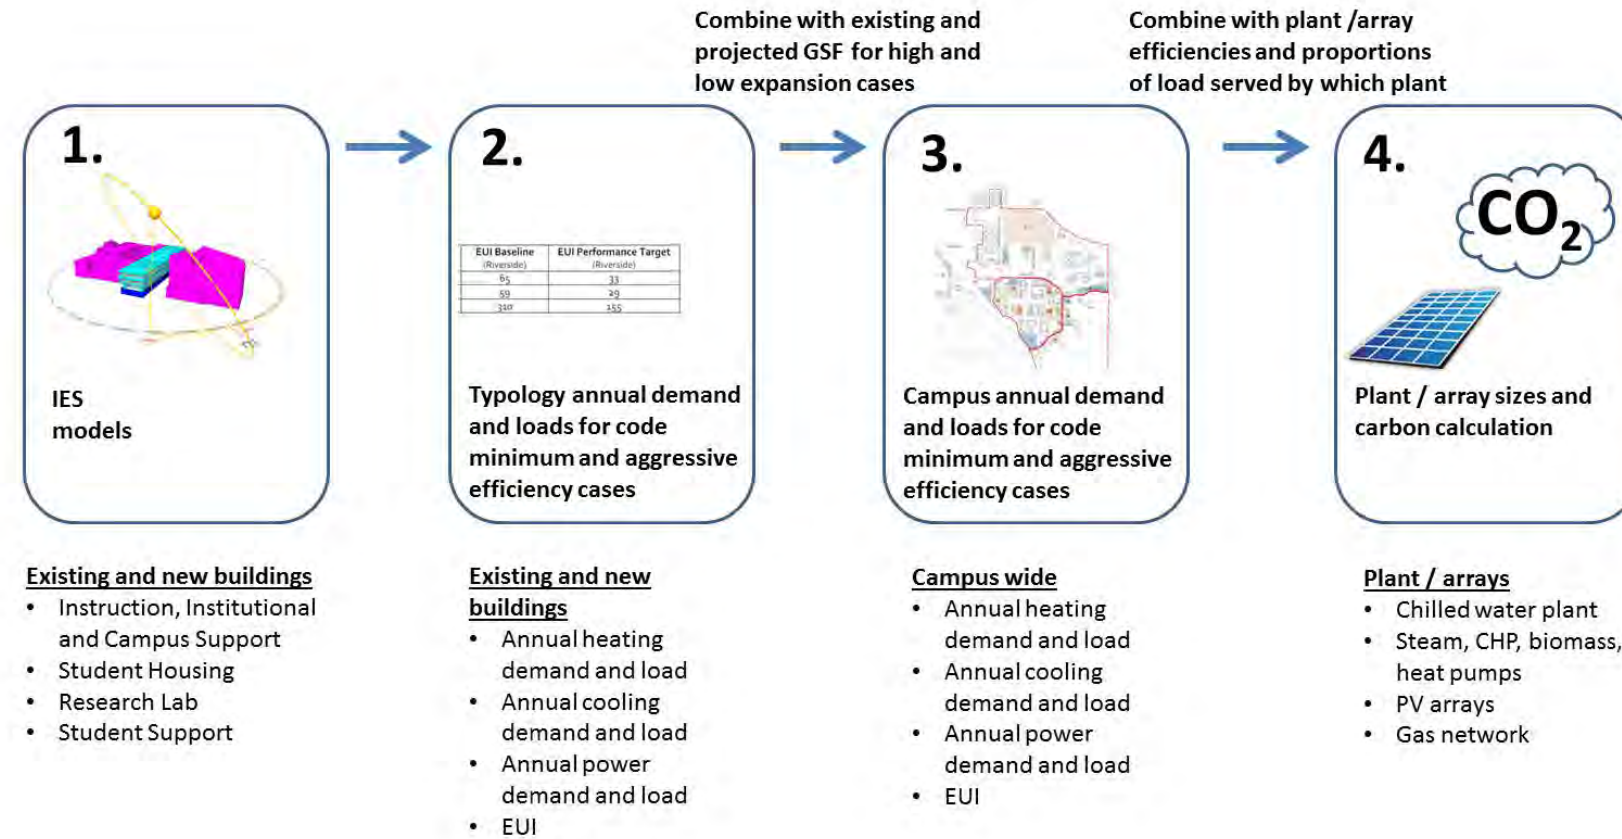 Combine with existing and
projected GSF for high and
low expansion cases
Combine with plant /array
efficiencies and proportions
of load served by which plant
1.
IES
models
2.
EUI Baseline
(Riverside)
EUI Performance Target
(Riverside)
65
33
59
29
310
155
Typology annual demand
and loads for code
minimum and aggressive
efficiency cases
3.
Campus annual demand
and loads for code
minimum and aggressive
efficiency cases
4.
CO₂
Plant / array sizes and
carbon calculation
Existing and new buildings
• Instruction, Institutional
and Campus Support
• Student Housing
• Research Lab
• Student Support
Existing and new
buildings
• Annual heating
demand and load
• Annual cooling
demand and load
• Annual power
demand and load
• EUI
Campus wide
• Annual heating
demand and load
• Annual cooling
demand and load
• Annual power
demand and load
• EUI
Plant / arrays
• Chilled water plant
• Steam, CHP, biomass,
heat pumps
• PV arrays
• Gas network